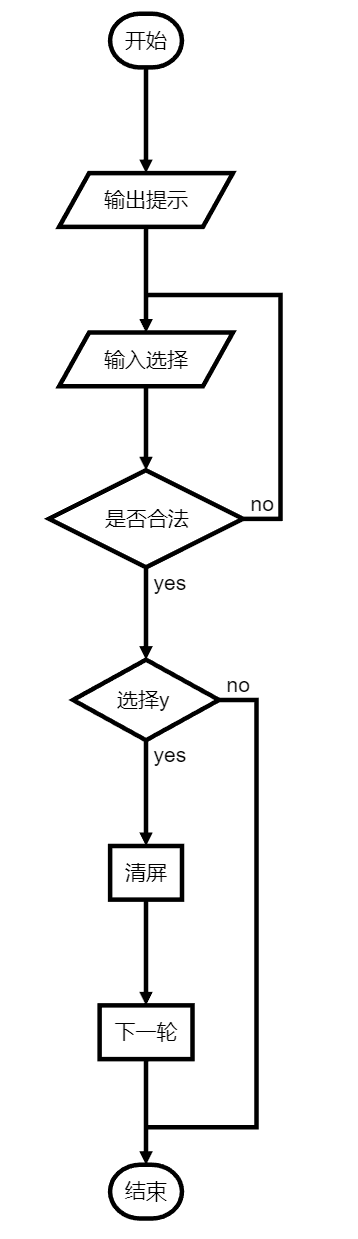 开始
输出提示
输入选择
是否合法
no
yes
选择y
no
yes
清屏
下一轮
结束